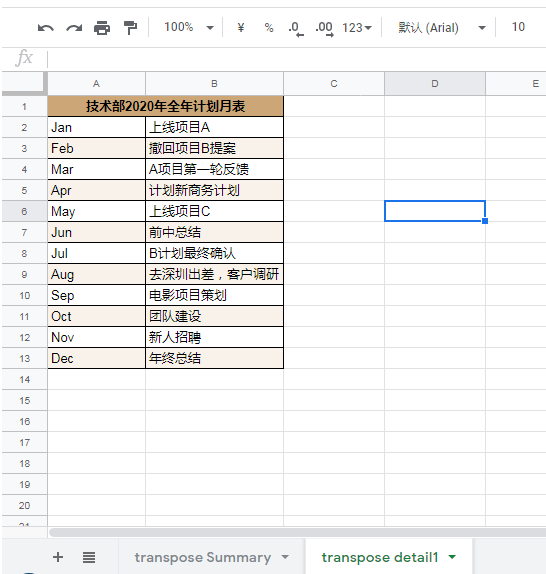 100% ¥ % .0 .00 123 默认 (Arial) 10
fx
A B C D E
1 技术部2020年全年计划月表
2 Jan 上线项目A
3 Feb 撤回项目B提案
4 Mar A项目第一轮反馈
5 Apr 计划新商务计划
6 May 上线项目C
7 Jun 前中总结
8 Jul B计划最终确认
9 Aug 去深圳出差，客户调研
10 Sep 电影项目策划
11 Oct 团队建设
12 Nov 新人招聘
13 Dec 年终总结
14
15
16
17
18
19
20
21
transpose Summary transpose detail1